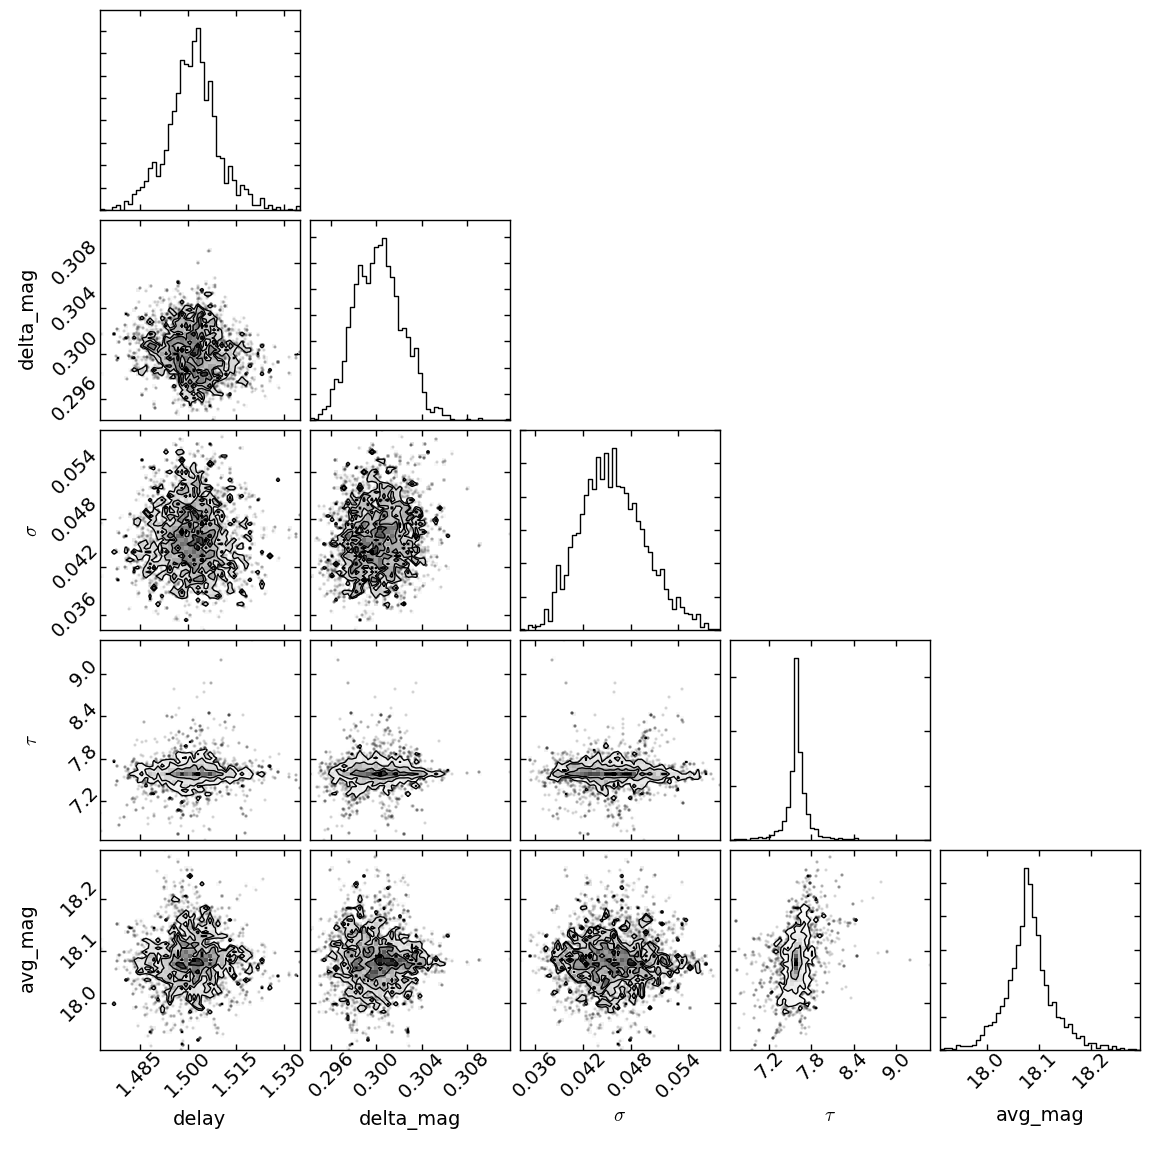 delta_mag
0.308
0.304
0.300
0.296
σ
0.054
0.048
0.042
0.036
τ
9.0
8.4
7.8
7.2
avg_mag
18.2
18.1
18.0
1.485 1.500 1.515 1.530
0.296 0.300 0.304 0.308
0.036 0.042 0.048 0.054
7.2 7.8 8.4 9.0
18.0 18.1 18.2
delay delta_mag σ τ avg_mag